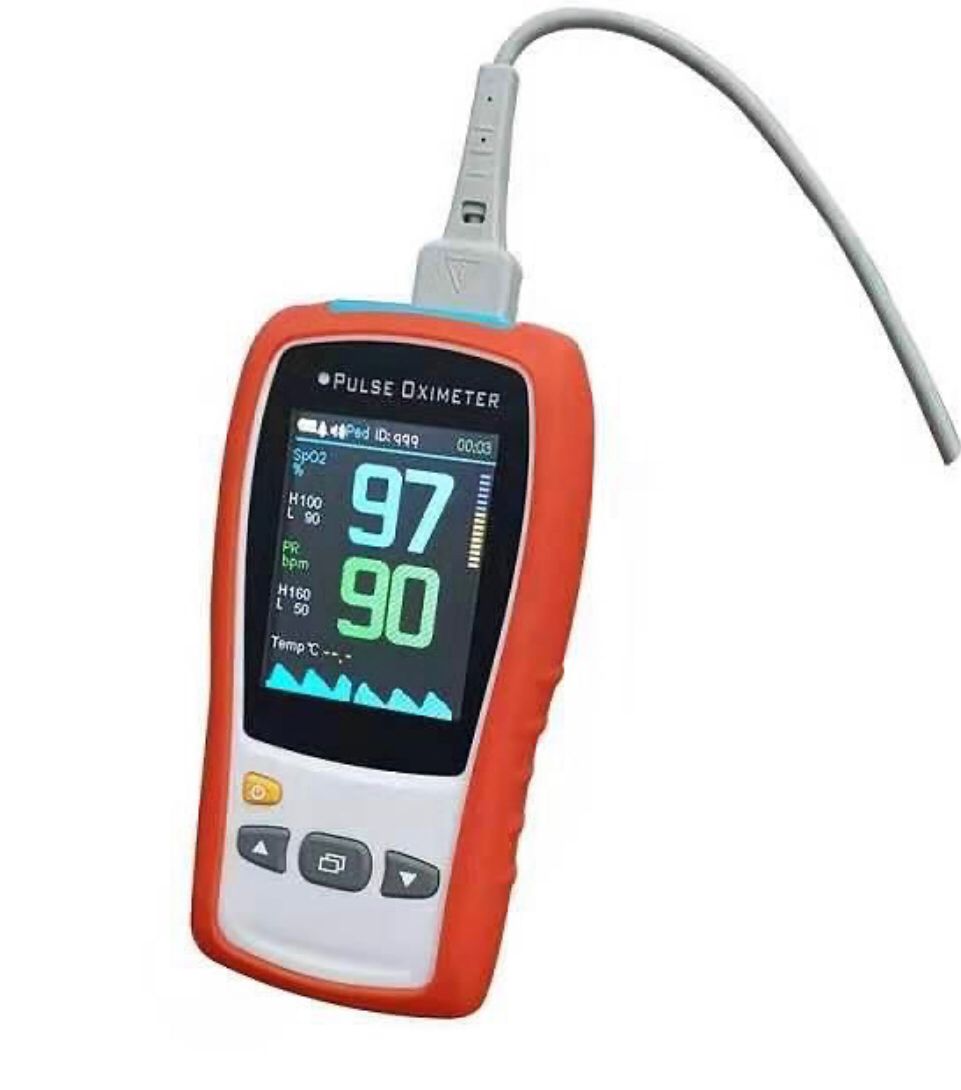 PULSE OXIMETER
Ped ID: 999 00:03
SpO2
%
97
H100
L 90
PR
bpm
90
H160
L 50
Temp ℃ --.-